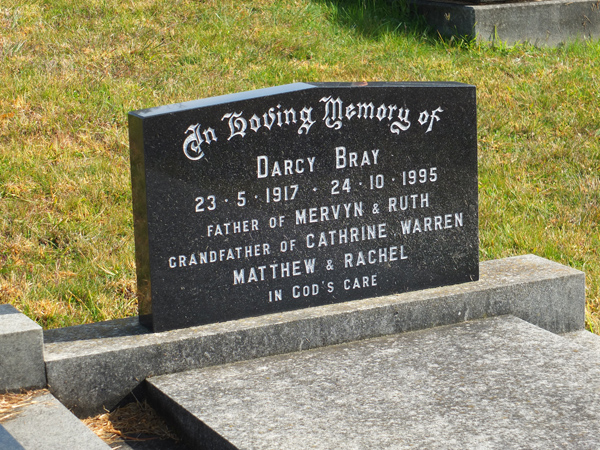 In Loving Memory of
DARCY BRAY
23 · 5 · 1917 · 24 · 10 · 1995
FATHER OF MERVYN & RUTH
GRANDFATHER OF CATHRINE WARREN
MATTHEW & RACHEL
IN GOD'S CARE